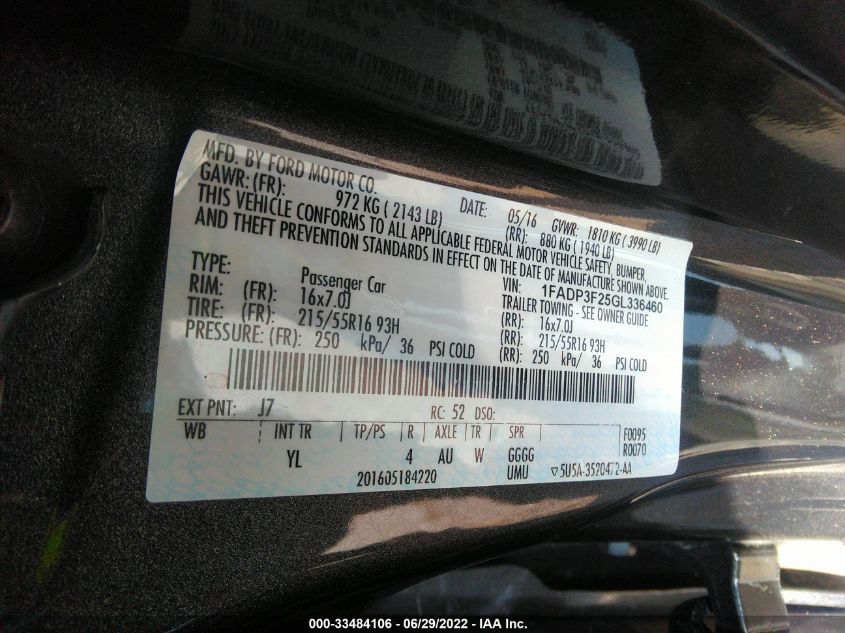 MFD. BY FORD MOTOR CO.
DATE: 05/16 GVWR: 1810 KG ( 3990 LB)
GAWR: (FR): 972 KG ( 2143 LB) (RR): 880 KG ( 1940 LB)
THIS VEHICLE CONFORMS TO ALL APPLICABLE FEDERAL MOTOR VEHICLE SAFETY, BUMPER,
AND THEFT PREVENTION STANDARDS IN EFFECT ON THE DATE OF MANUFACTURE SHOWN ABOVE.
VIN: 1FADP3F25GL336460
TYPE: Passenger Car TRAILER TOWING - SEE OWNER GUIDE
RIM: (FR): 16x7.0J (RR): 16x7.0J
TIRE: (FR): 215/55R16 93H (RR): 215/55R16 93H
PRESSURE: (FR): 250 kPa/ 36 PSI COLD (RR): 250 kPa/ 36 PSI COLD
EXT PNT: J7 RC: 52 DSO:
WB INT TR TP/PS R AXLE TR SPR F0095
YL 4 AU W GGGG R0070
201605184220 UMU ▽ 5U5A-3520472-AA
000-33484106 - 06/29/2022 - IAA Inc.